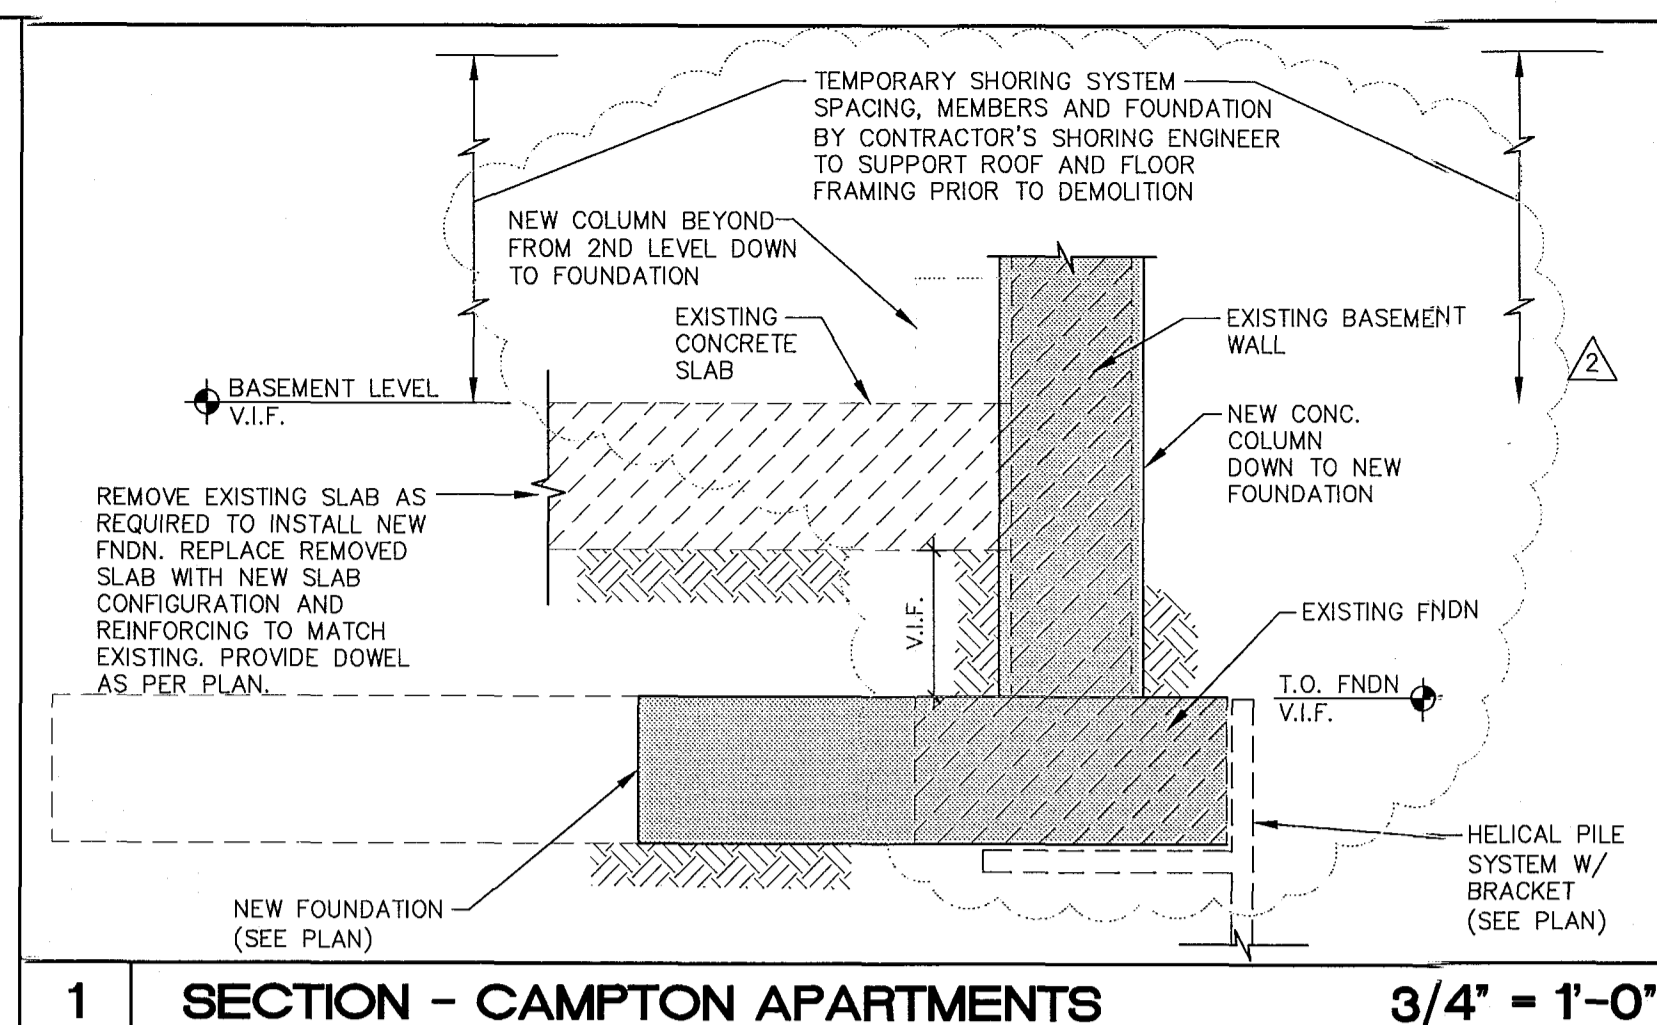 TEMPORARY SHORING SYSTEM
SPACING, MEMBERS AND FOUNDATION
BY CONTRACTOR'S SHORING ENGINEER
TO SUPPORT ROOF AND FLOOR
FRAMING PRIOR TO DEMOLITION
NEW COLUMN BEYOND
FROM 2ND LEVEL DOWN
TO FOUNDATION
EXISTING
CONCRETE
SLAB
EXISTING BASEMENT
WALL
2
BASEMENT LEVEL
V.I.F.
NEW CONC.
COLUMN
DOWN TO NEW
FOUNDATION
REMOVE EXISTING SLAB AS
REQUIRED TO INSTALL NEW
FNDN. REPLACE REMOVED
SLAB WITH NEW SLAB
CONFIGURATION AND
REINFORCING TO MATCH
EXISTING. PROVIDE DOWEL
AS PER PLAN.
V.I.F.
EXISTING FNDN
T.O. FNDN
V.I.F.
HELICAL PILE
SYSTEM W/
BRACKET
(SEE PLAN)
NEW FOUNDATION
(SEE PLAN)
1 SECTION - CAMPTON APARTMENTS 3/4" = 1'-0"